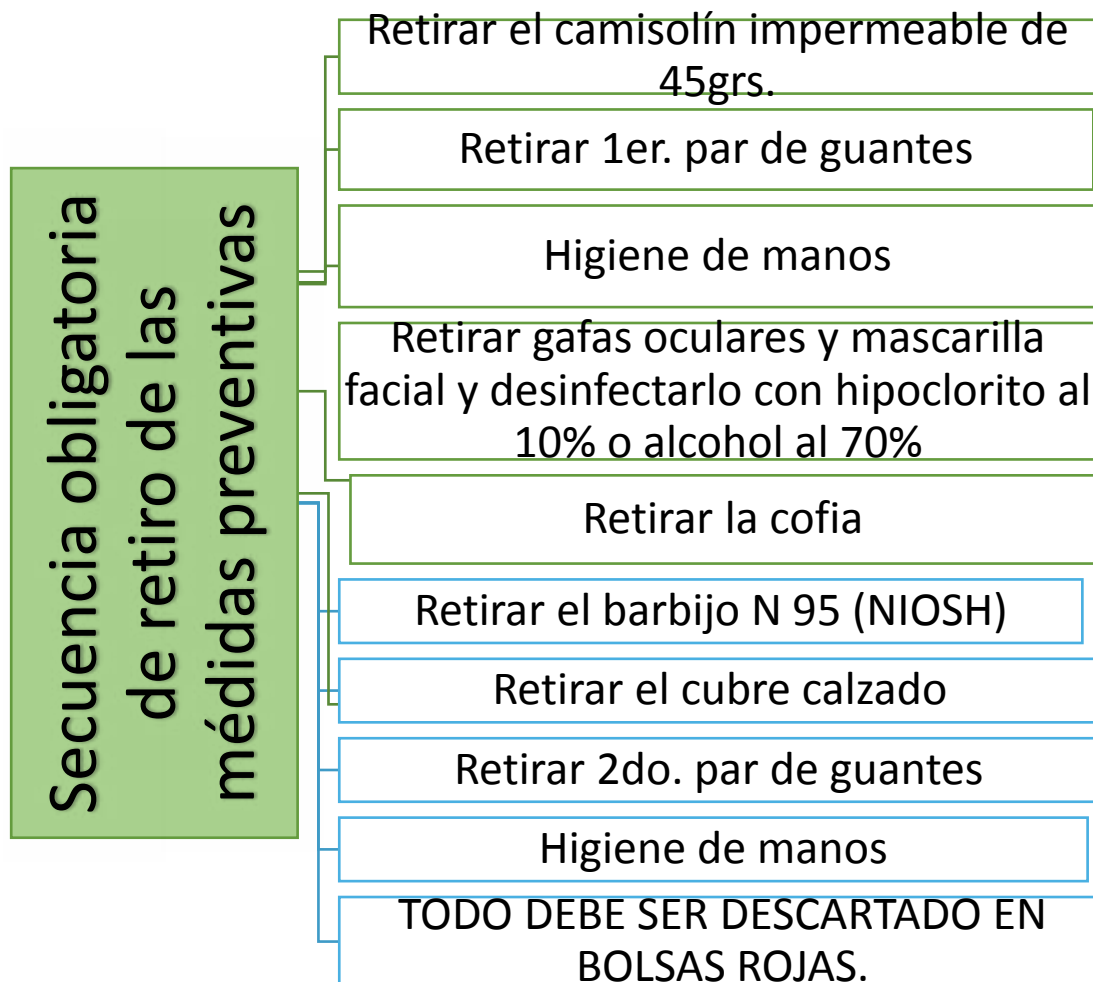 Secuencia obligatoria
de retiro de las
médidas preventivas
Retirar el camisolín impermeable de
45grs.
Retirar 1er. par de guantes
Higiene de manos
Retirar gafas oculares y mascarilla
facial y desinfectarlo con hipoclorito al
10% o alcohol al 70%
Retirar la cofia
Retirar el barbijo N 95 (NIOSH)
Retirar el cubre calzado
Retirar 2do. par de guantes
Higiene de manos
TODO DEBE SER DESCARTADO EN
BOLSAS ROJAS.